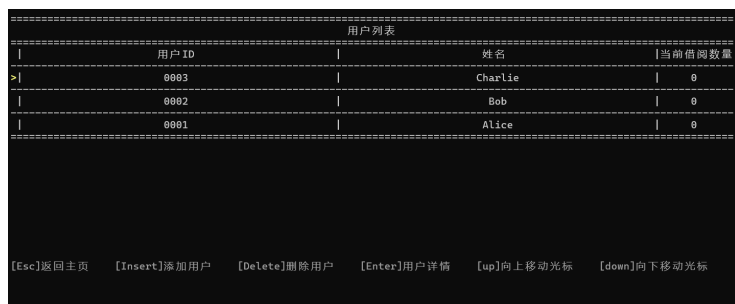 用户列表
| 用户ID | 姓名 |当前借阅数量
>| 0003 | Charlie | 0
| 0002 | Bob | 0
| 0001 | Alice | 0
[Esc]返回主页 [Insert]添加用户 [Delete]删除用户 [Enter]用户详情 [up]向上移动光标 [down]向下移动光标